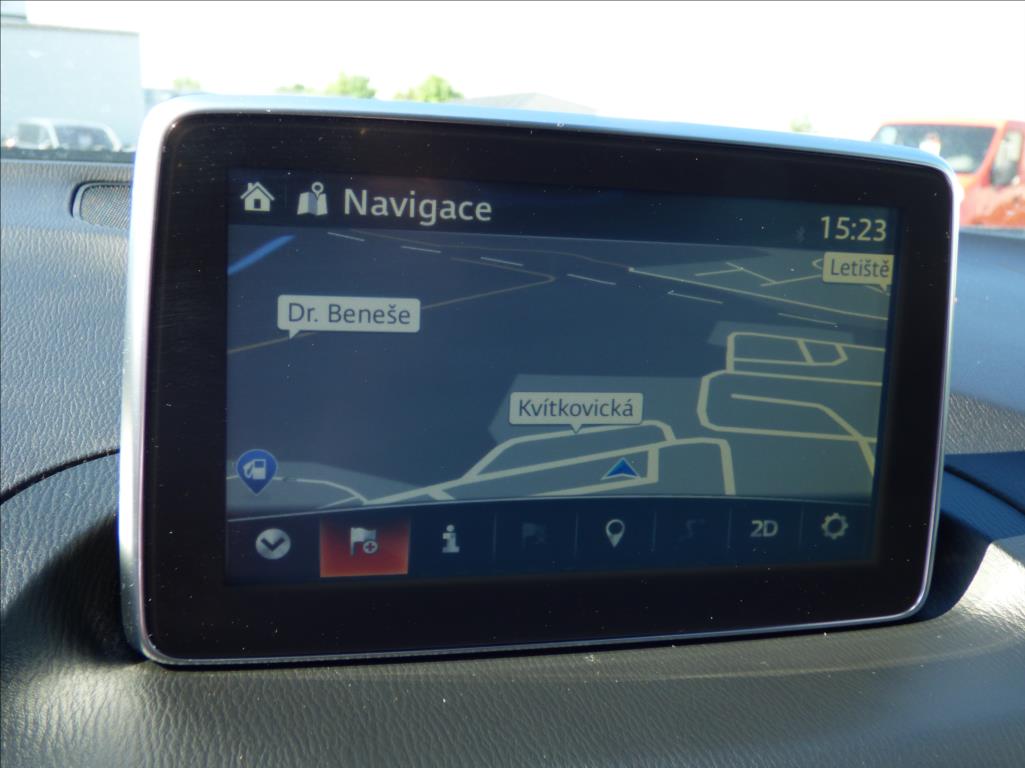 Navigace
15:23
Letiště
Dr. Beneše
Kvítkovická
2D